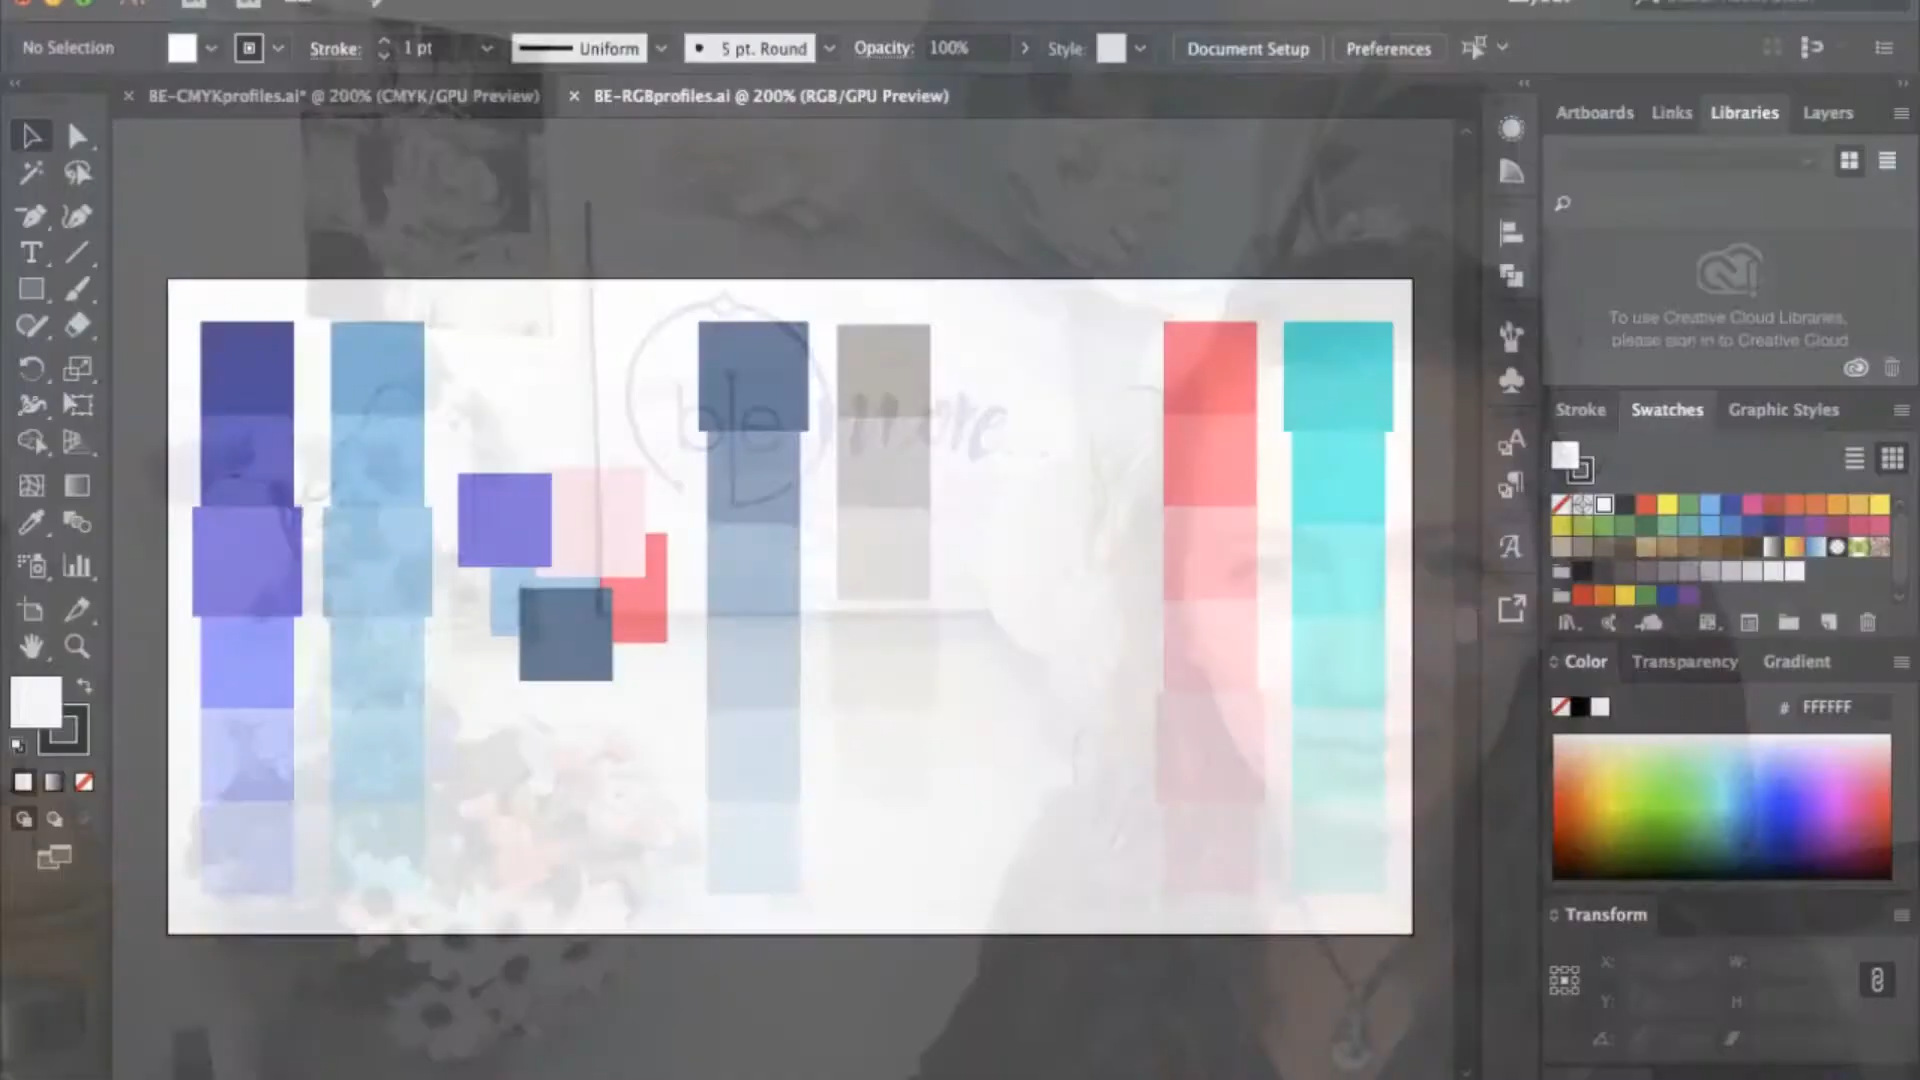 No Selection
Stroke: 1 pt
Uniform
5 pt. Round
Opacity: 100%
Style:
Document Setup
Preferences
BE-CMYKprofiles.ai* @ 200% (CMYK/GPU Preview)
BE-RGBprofiles.ai @ 200% (RGB/GPU Preview)
Artboards Links Libraries Layers
To use Creative Cloud Libraries,
please sign in to Creative Cloud
ble
more
Stroke Swatches Graphic Styles
Color Transparency Gradient
# FFFFFF
Transform
X: W:
Y: H